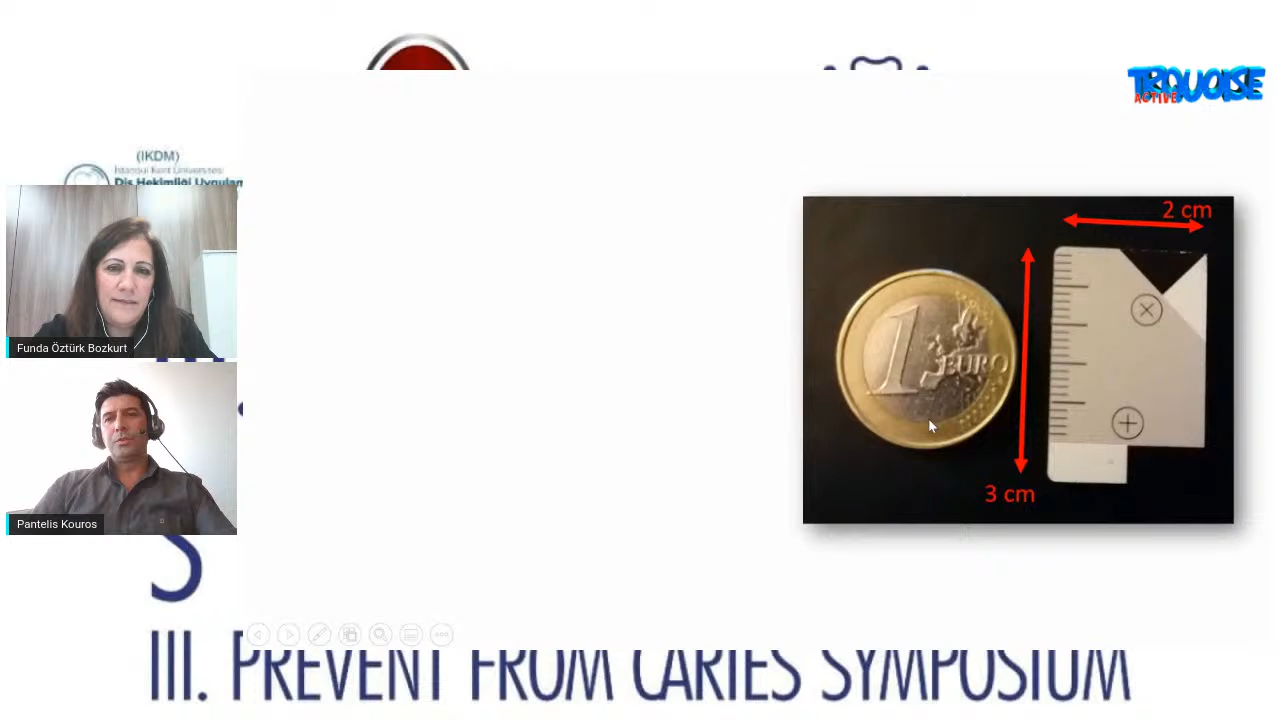 TRQUOISE
ACTIVE
(IKDM)
İstanbul Kent Üniversitesi
Diş Hekimliği Uygulam
2 cm
1
EURO
3 cm
Funda Öztürk Bozkurt
Pantelis Kouros
S
III. PREVENT FROM CARIES SYMPOSIUM